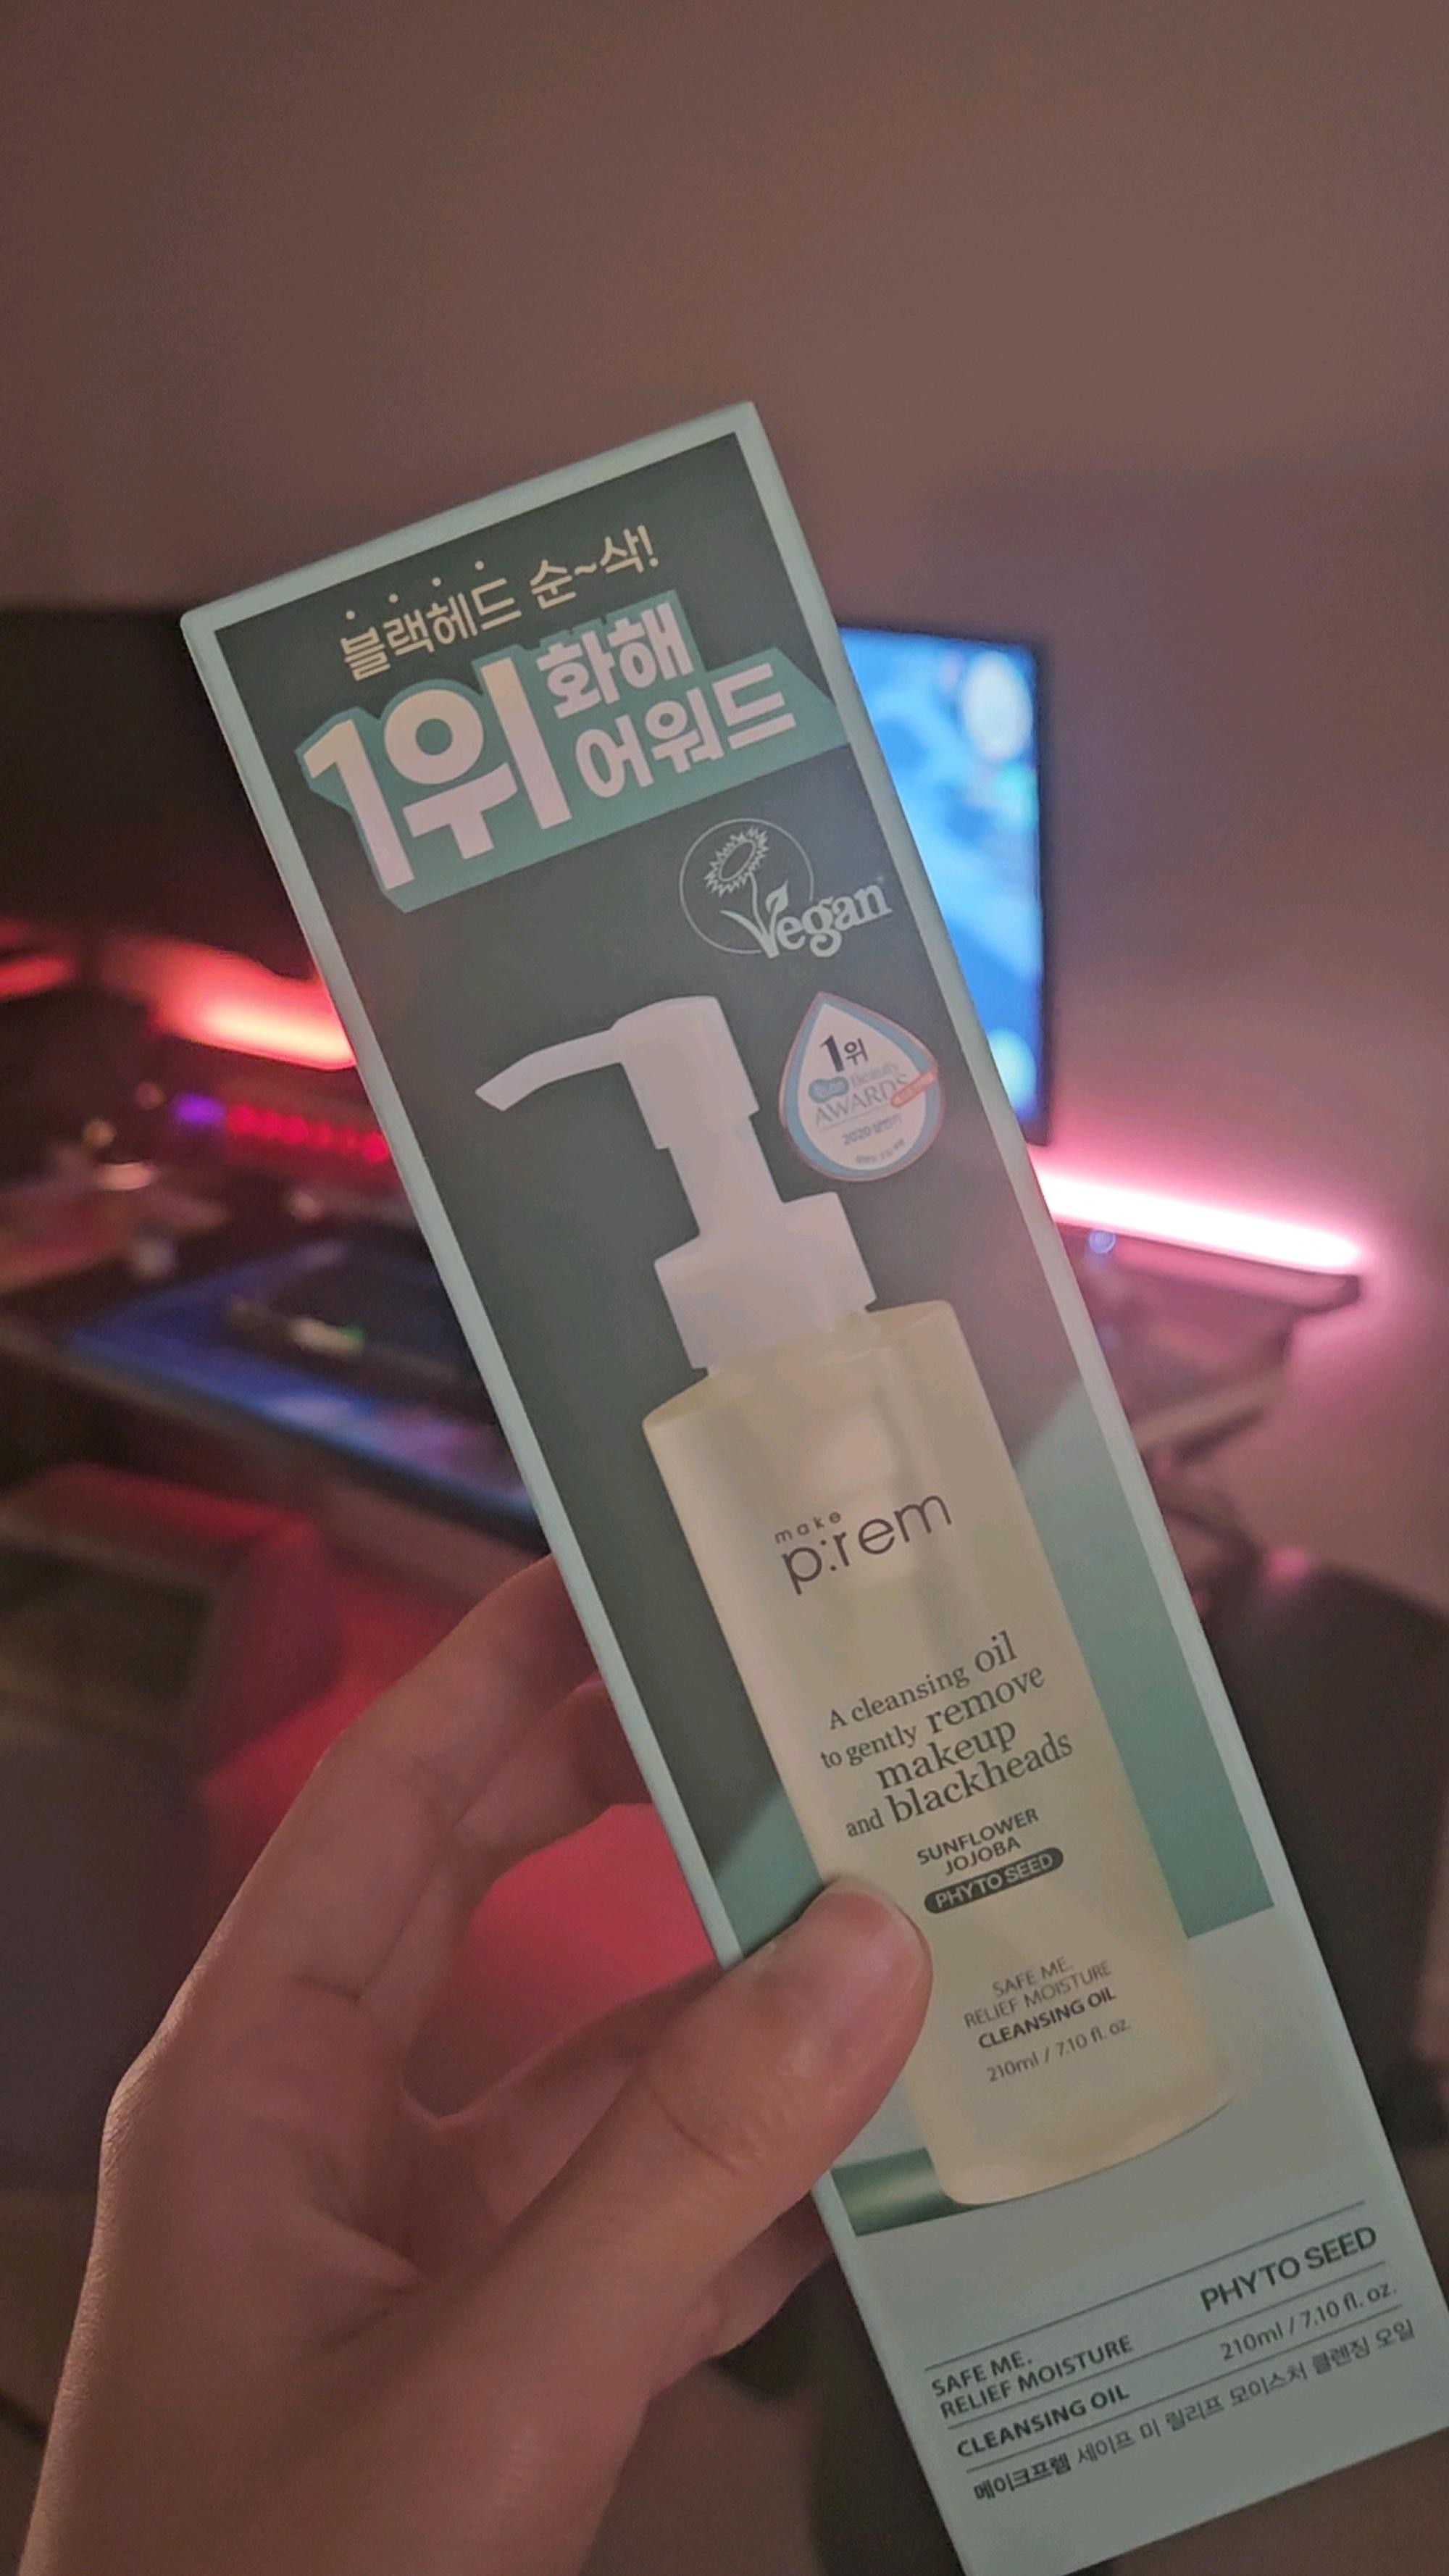 블랙헤드 순~삭!
1위 화해
어워드
Vegan
1위
Beauty
AWARDS
2020 상반기
make
p:rem
A cleansing oil
to gently remove
makeup
and blackheads
SUNFLOWER
JOJOBA
PHYTO SEED
SAFE ME.
RELIEF MOISTURE
CLEANSING OIL
210ml / 7.10 fl. oz.
PHYTO SEED
SAFE ME.
RELIEF MOISTURE 210ml / 7.10 fl. oz.
CLEANSING OIL
메이크프렘 세이프 미 릴리프 모이스처 클렌징 오일